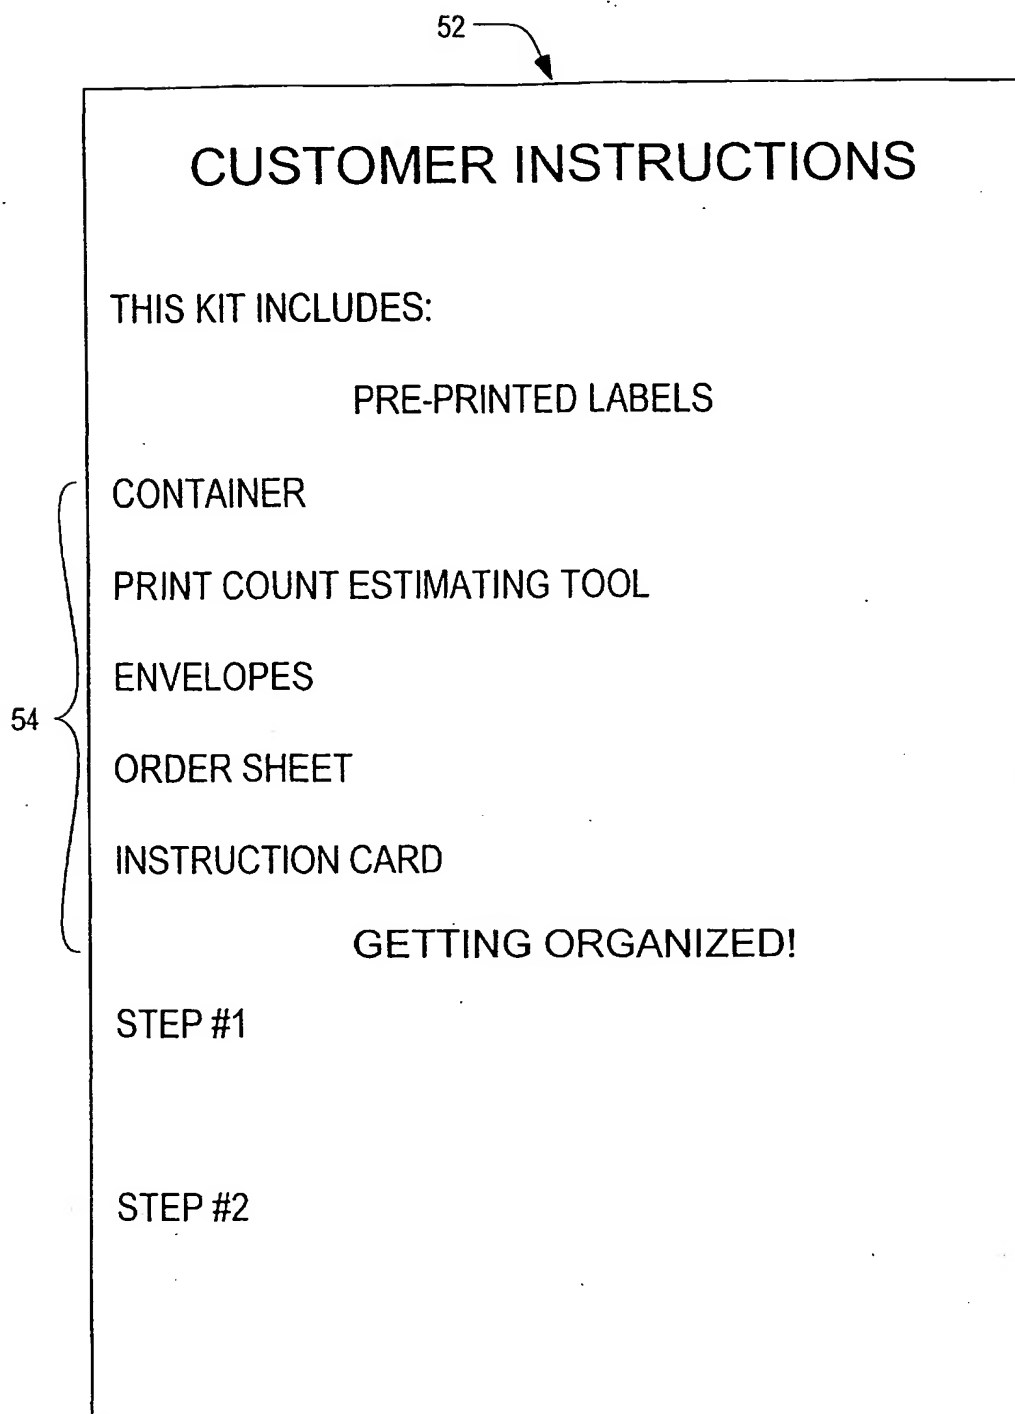 52
CUSTOMER INSTRUCTIONS
THIS KIT INCLUDES:
PRE-PRINTED LABELS
CONTAINER
PRINT COUNT ESTIMATING TOOL
ENVELOPES
54
ORDER SHEET
INSTRUCTION CARD
GETTING ORGANIZED!
STEP #1
STEP #2